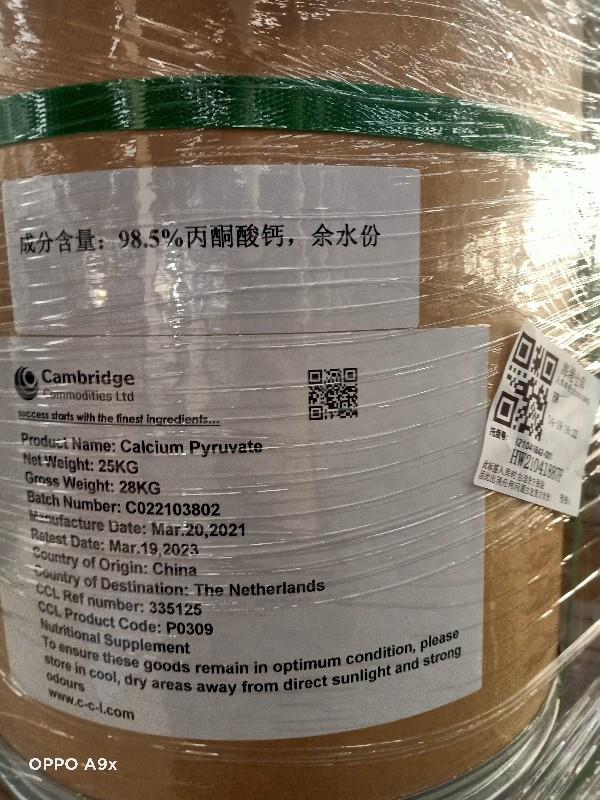 成分含量：98.5%丙酮酸钙，余水份
Cambridge
Commodities Ltd
success starts with the finest ingredients...
Product Name: Calcium Pyruvate
Net Weight: 25KG
Gross Weight: 28KG
Batch Number: C022103802
Manufacture Date: Mar.20,2021
Retest Date: Mar.19,2023
Country of Origin: China
Country of Destination: The Netherlands
CCL Ref number: 335125
CCL Product Code: P0309
Nutritional Supplement
To ensure these goods remain in optimum condition, please
store in cool, dry areas away from direct sunlight and strong
odours
www.c-c-l.com
托盘号:
OPPO A9x